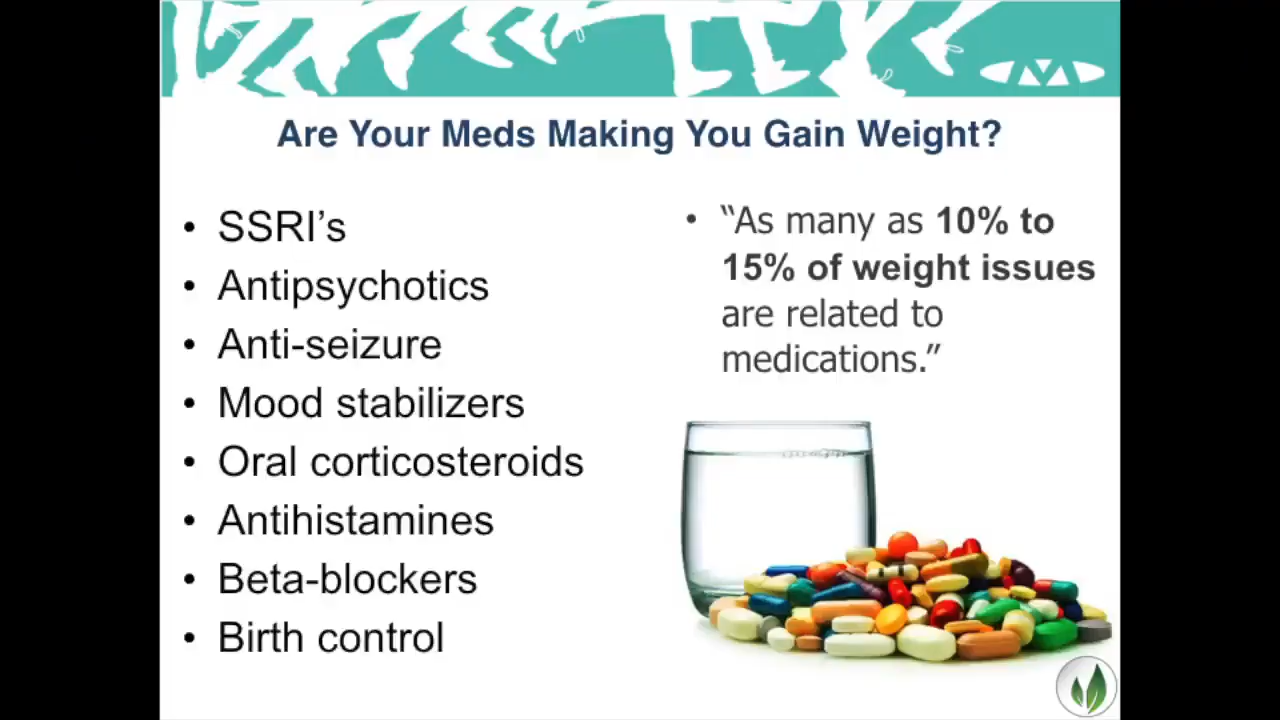 Are Your Meds Making You Gain Weight?
• SSRI’s
• Antipsychotics
• Anti-seizure
• Mood stabilizers
• Oral corticosteroids
• Antihistamines
• Beta-blockers
• Birth control
• “As many as 10% to
15% of weight issues
are related to
medications.”